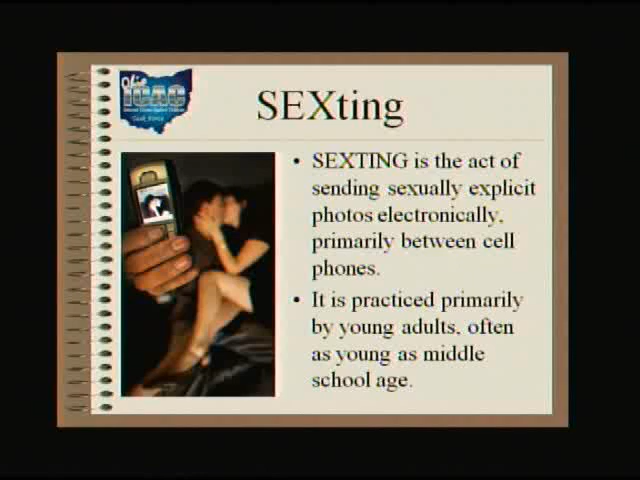 Ohio
ICAC
Task Force
SEXting
• SEXTING is the act of
sending sexually explicit
photos electronically,
primarily between cell
phones.
• It is practiced primarily
by young adults, often
as young as middle
school age.